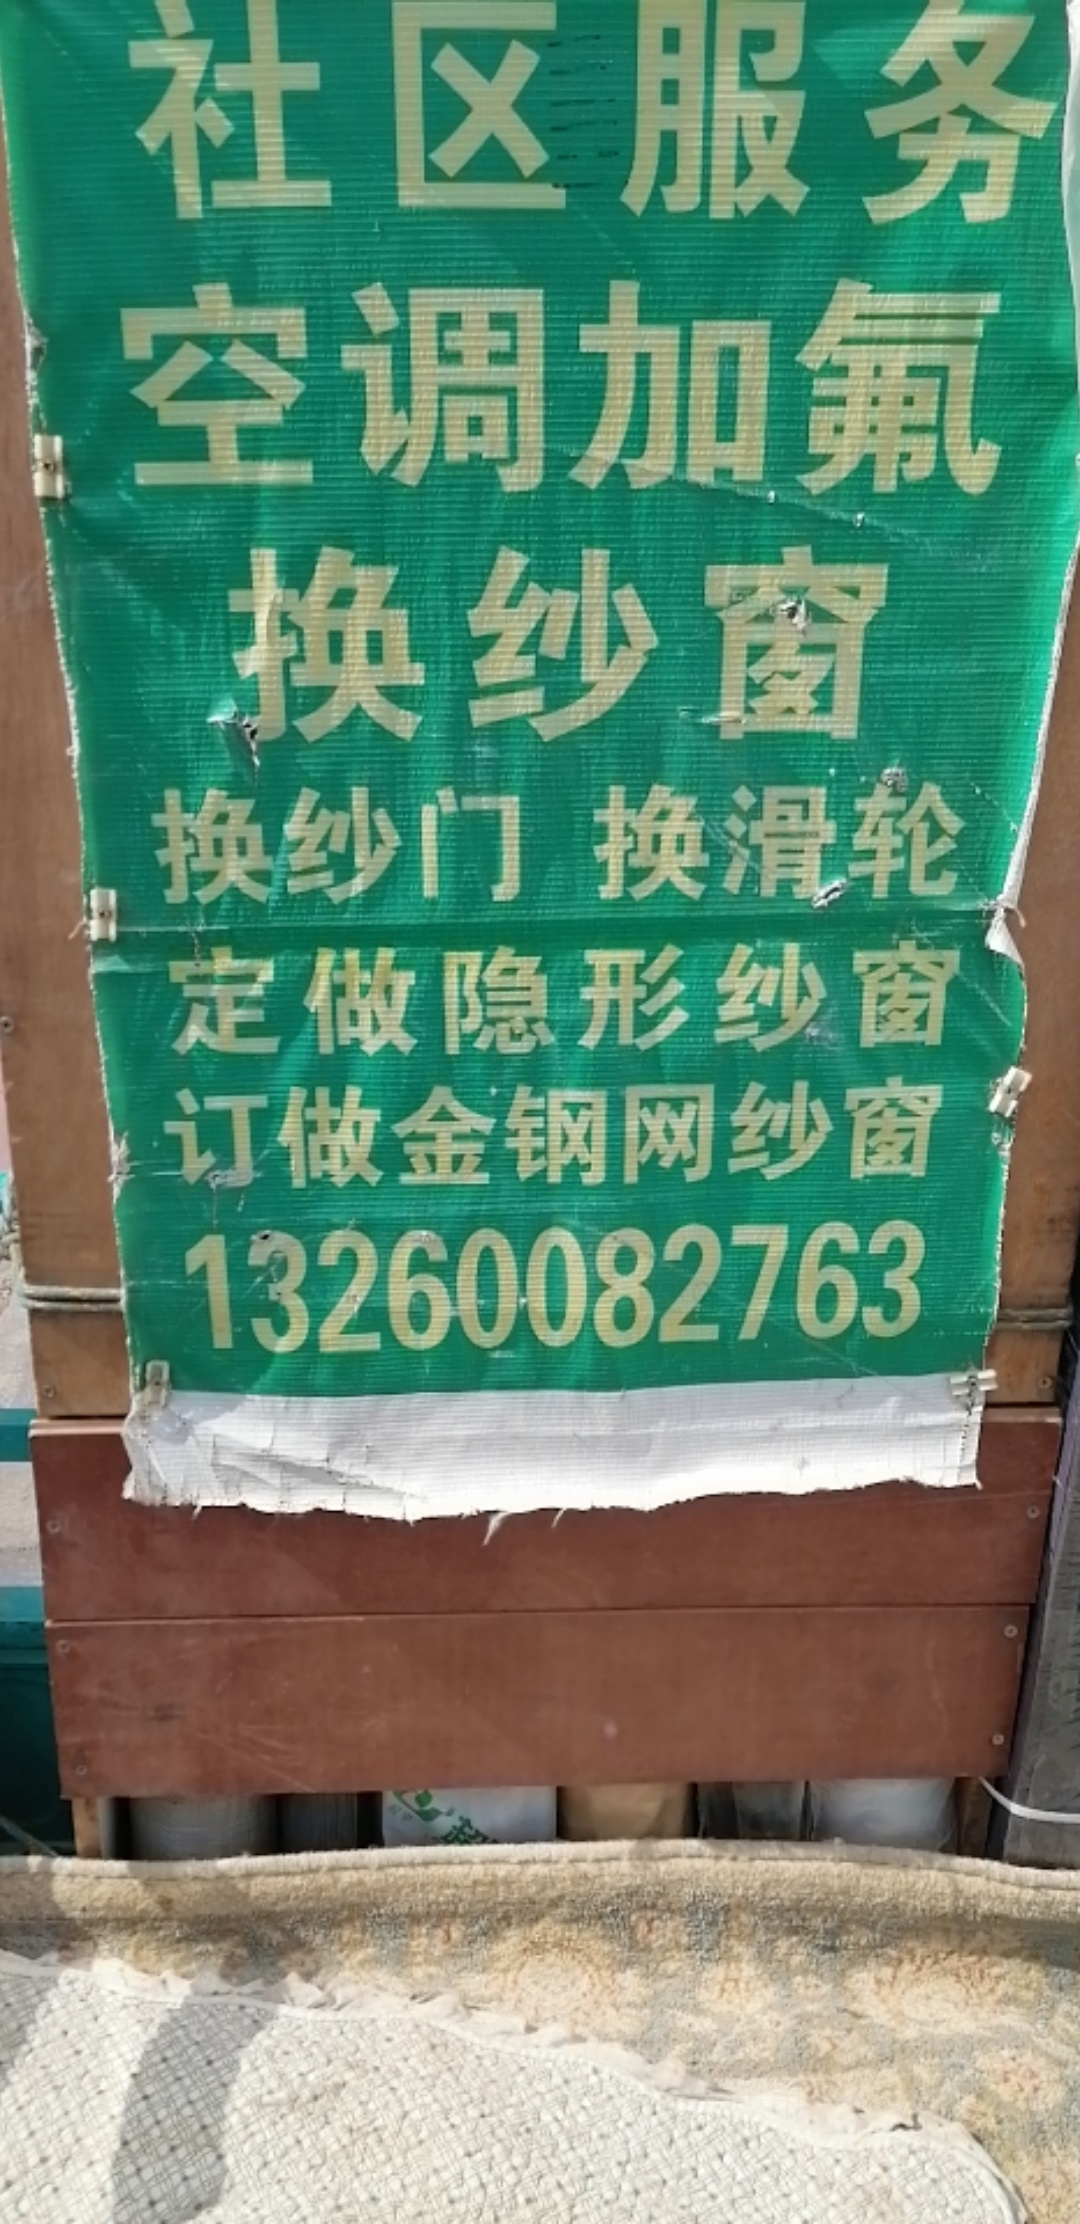 社区服务
空调加氟
换纱窗
换纱门 换滑轮
定做隐形纱窗
订做金钢网纱窗
13260082763